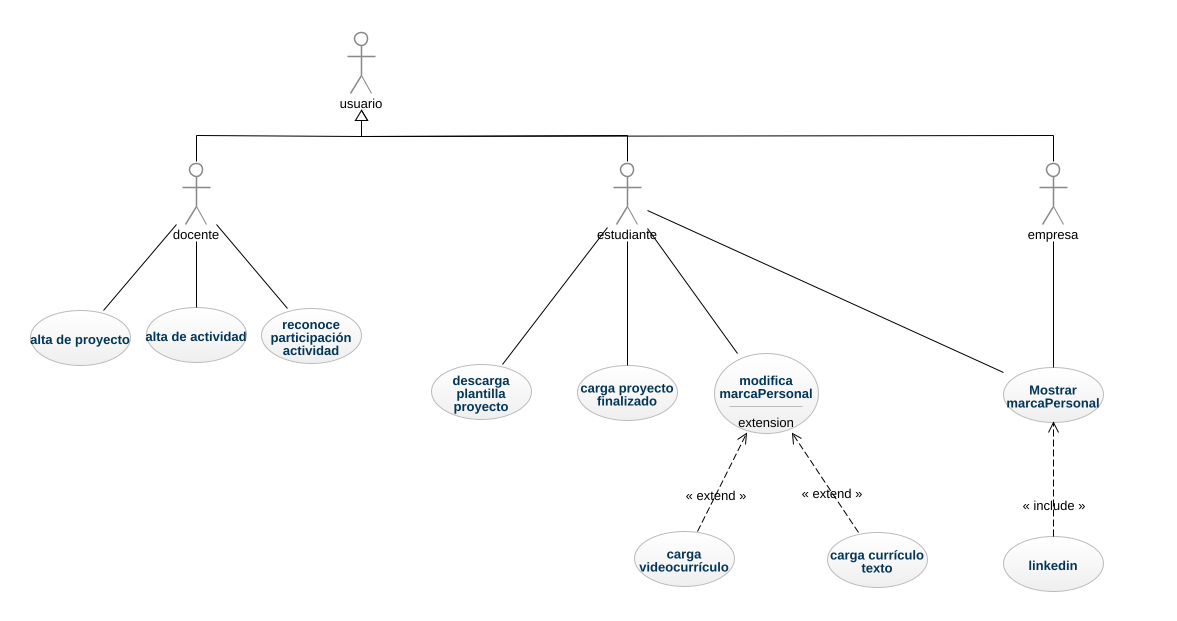 usuario
docente
estudiante
empresa
alta de proyecto
alta de actividad
reconoce
participación
actividad
descarga
plantilla
proyecto
carga proyecto
finalizado
modifica
marcaPersonal
extension
Mostrar
marcaPersonal
« extend »
« extend »
« include »
carga
videocurrículo
carga currículo
texto
linkedin